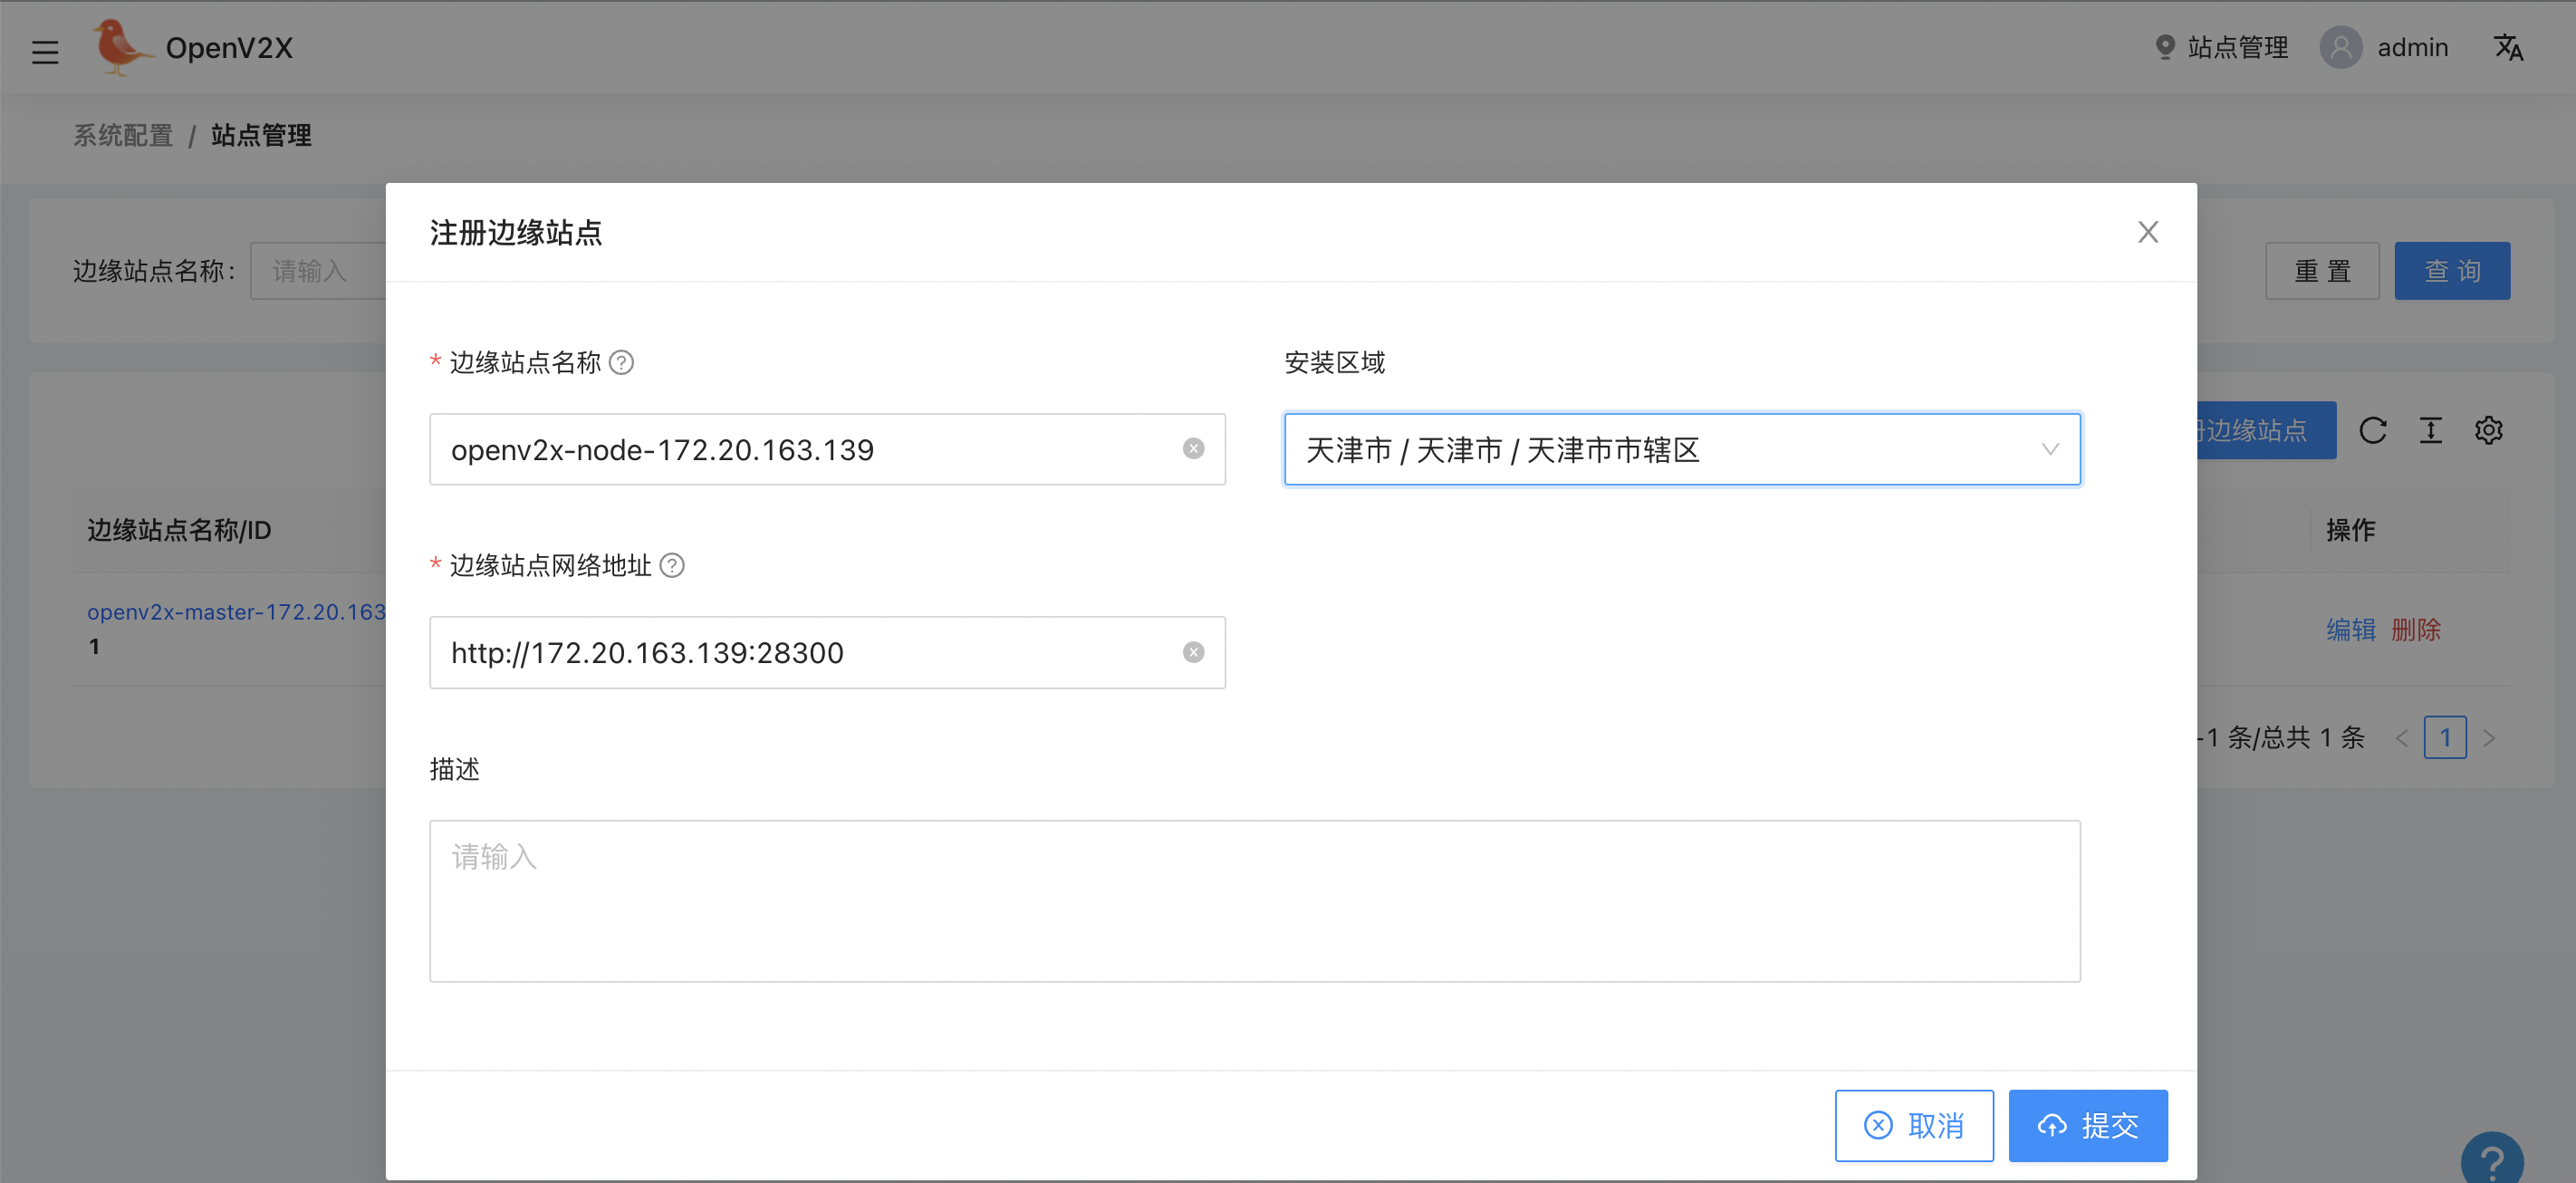 OpenV2X
站点管理 admin
系统配置 / 站点管理
注册边缘站点
边缘站点名称: 请输入
重 置 查 询
* 边缘站点名称
安装区域
openv2x-node-172.20.163.139
天津市 / 天津市 / 天津市市辖区
边缘站点
边缘站点名称/ID
操作
* 边缘站点网络地址
openv2x-master-172.20.163
1
编辑 删除
http://172.20.163.139:28300
-1 条/总共 1 条 < 1 >
描述
请输入
取消 提交